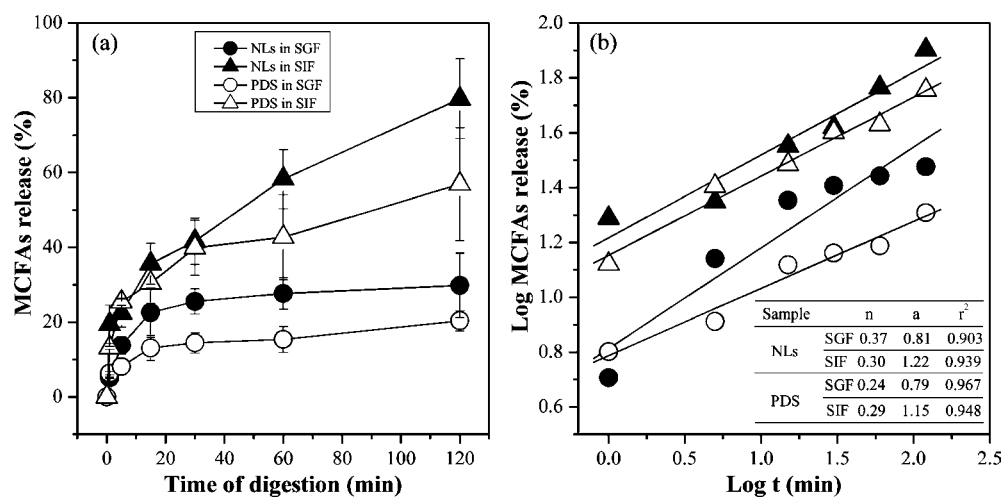 (a)
NLs in SGF
NLs in SIF
PDS in SGF
PDS in SIF
MCFAs release (%)
100
80
60
40
20
0
0 20 40 60 80 100 120
Time of digestion (min)
(b)
Log MCFAs release (%)
2.0
1.8
1.6
1.4
1.2
1.0
0.8
0.6
0.0 0.5 1.0 1.5 2.0 2.5
Log t (min)
Sample n a r²
NLs
SGF 0.37 0.81 0.903
SIF 0.30 1.22 0.939
PDS
SGF 0.24 0.79 0.967
SIF 0.29 1.15 0.948